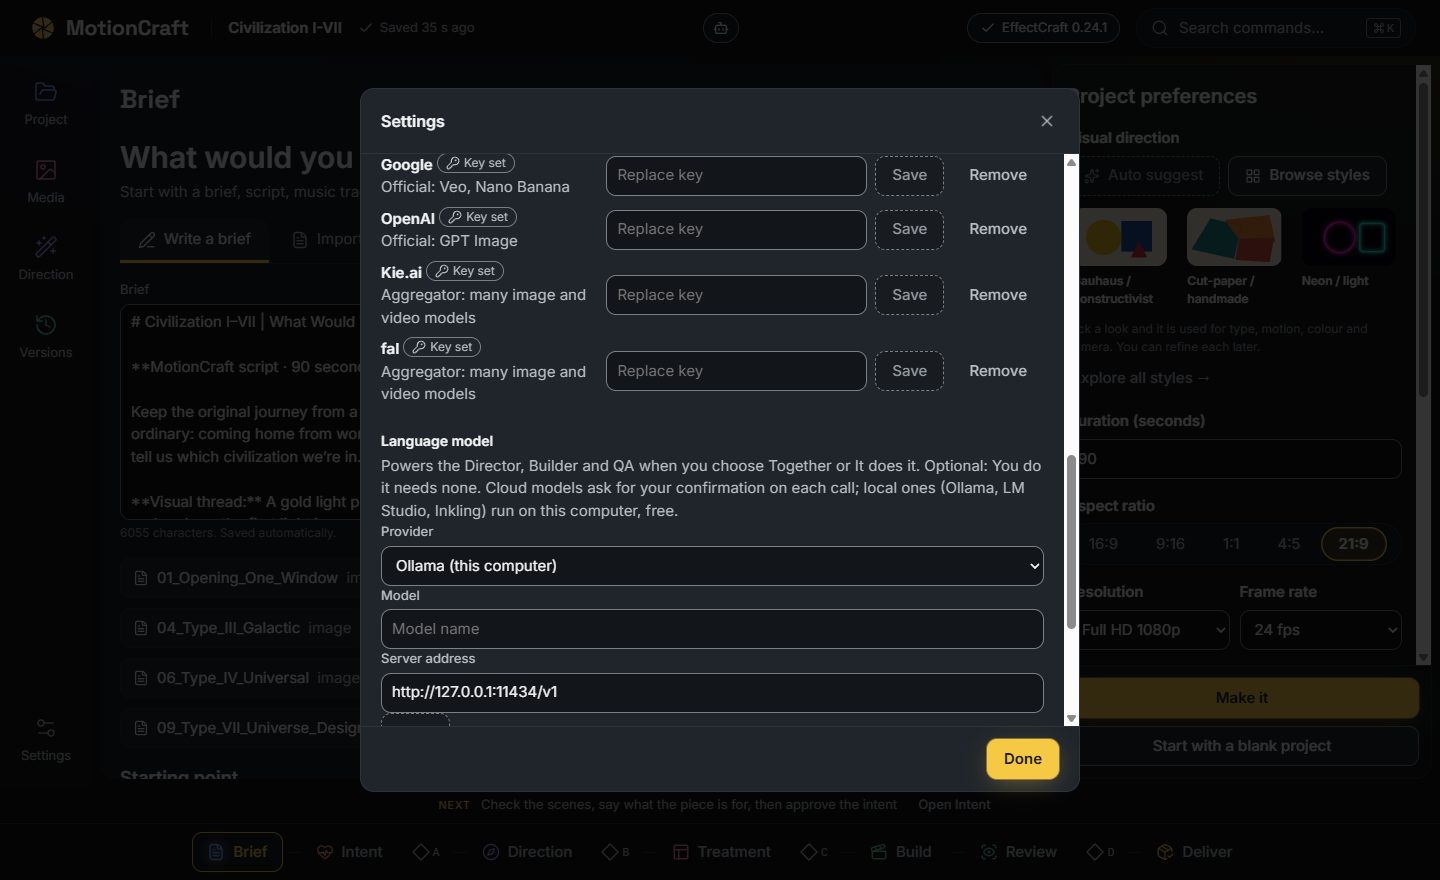 MotionCraft
Civilization I-VII
Saved 35 s ago
EffectCraft 0.24.1
Search commands...
⌘K
Project
Media
Direction
Versions
Settings
Brief
What would you
Start with a brief, script, music tra
Write a brief
Impor
Brief
# Civilization I–VII | What Would
**MotionCraft script · 90 secon
Keep the original journey from a
ordinary: coming home from wor
tell us which civilization we're in.
**Visual thread:** A gold light p
6055 characters. Saved automatically.
01_Opening_One_Window im
04_Type_III_Galactic image
06_Type_IV_Universal image
09_Type_VII_Universe_Design
Starting point
Settings
Google
Key set
Official: Veo, Nano Banana
Replace key
Save
Remove
OpenAI
Key set
Official: GPT Image
Replace key
Save
Remove
Kie.ai
Key set
Aggregator: many image and
video models
Replace key
Save
Remove
fal
Key set
Aggregator: many image and
video models
Replace key
Save
Remove
Language model
Powers the Director, Builder and QA when you choose Together or It does it. Optional: You do
it needs none. Cloud models ask for your confirmation on each call; local ones (Ollama, LM
Studio, Inkling) run on this computer, free.
Provider
Ollama (this computer)
Model
Model name
Server address
http://127.0.0.1:11434/v1
Done
roject preferences
isual direction
Auto suggest
Browse styles
auhaus /
onstructivist
Cut-paper /
handmade
Neon / light
ck a look and it is used for type, motion, colour and
mera. You can refine each later.
xplore all styles →
uration (seconds)
90
spect ratio
16:9
9:16
1:1
4:5
21:9
esolution
Frame rate
Full HD 1080p
24 fps
Make it
Start with a blank project
NEXT Check the scenes, say what the piece is for, then approve the intent Open Intent
Brief
Intent
A
Direction
B
Treatment
C
Build
Review
D
Deliver